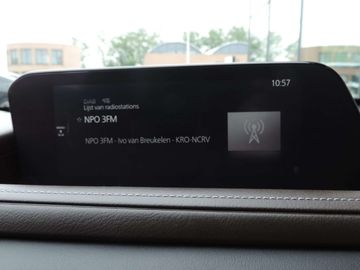 DAB
10:57
Lijst van radiostations
☆ NPO 3FM
NPO 3FM - Ivo van Breukelen - KRO-NCRV